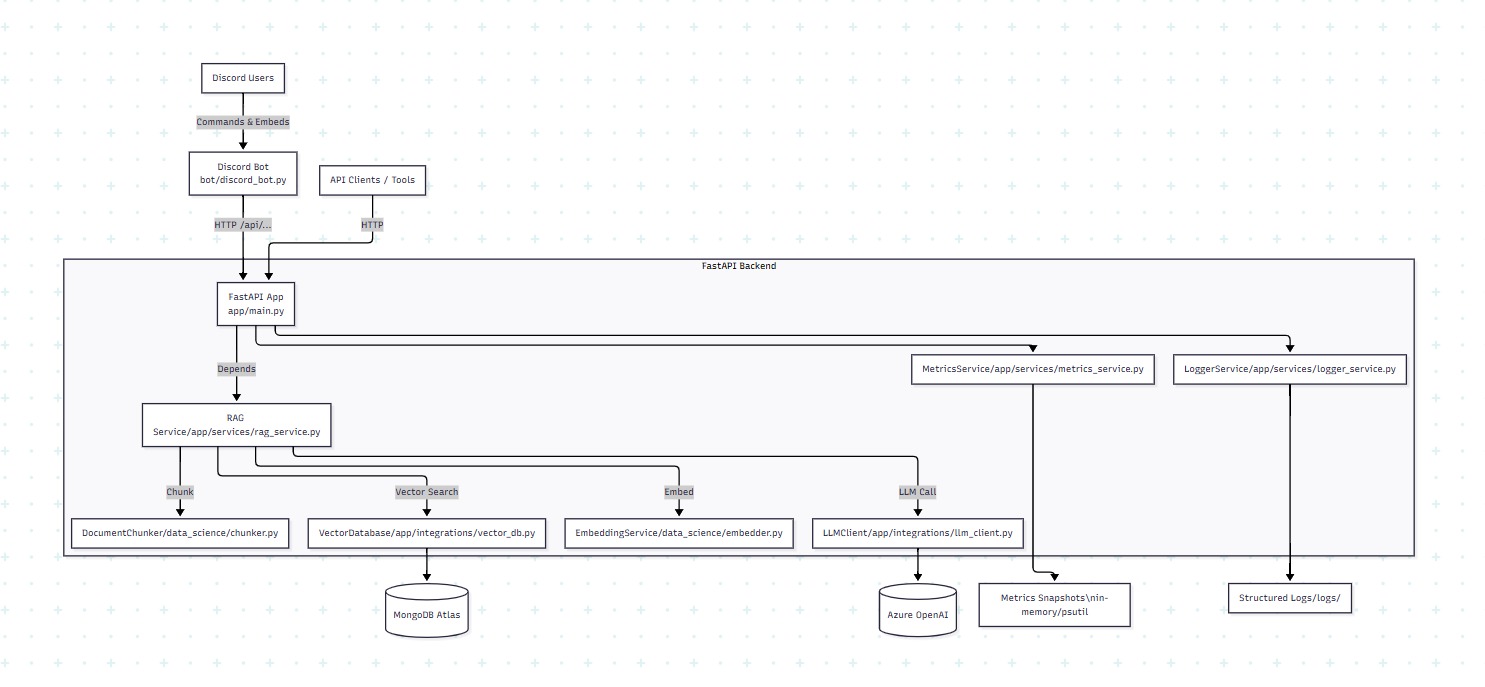 Discord Users
Commands & Embeds
Discord Bot
bot/discord_bot.py
API Clients / Tools
HTTP /api/...
HTTP
FastAPI Backend
FastAPI App
app/main.py
Depends
MetricsService/app/services/metrics_service.py
LoggerService/app/services/logger_service.py
RAG
Service/app/services/rag_service.py
Chunk
Vector Search
Embed
LLM Call
DocumentChunker/data_science/chunker.py
VectorDatabase/app/integrations/vector_db.py
EmbeddingService/data_science/embedder.py
LLMClient/app/integrations/llm_client.py
MongoDB Atlas
Azure OpenAI
Metrics Snapshots\nin-
memory/psutil
Structured Logs/logs/